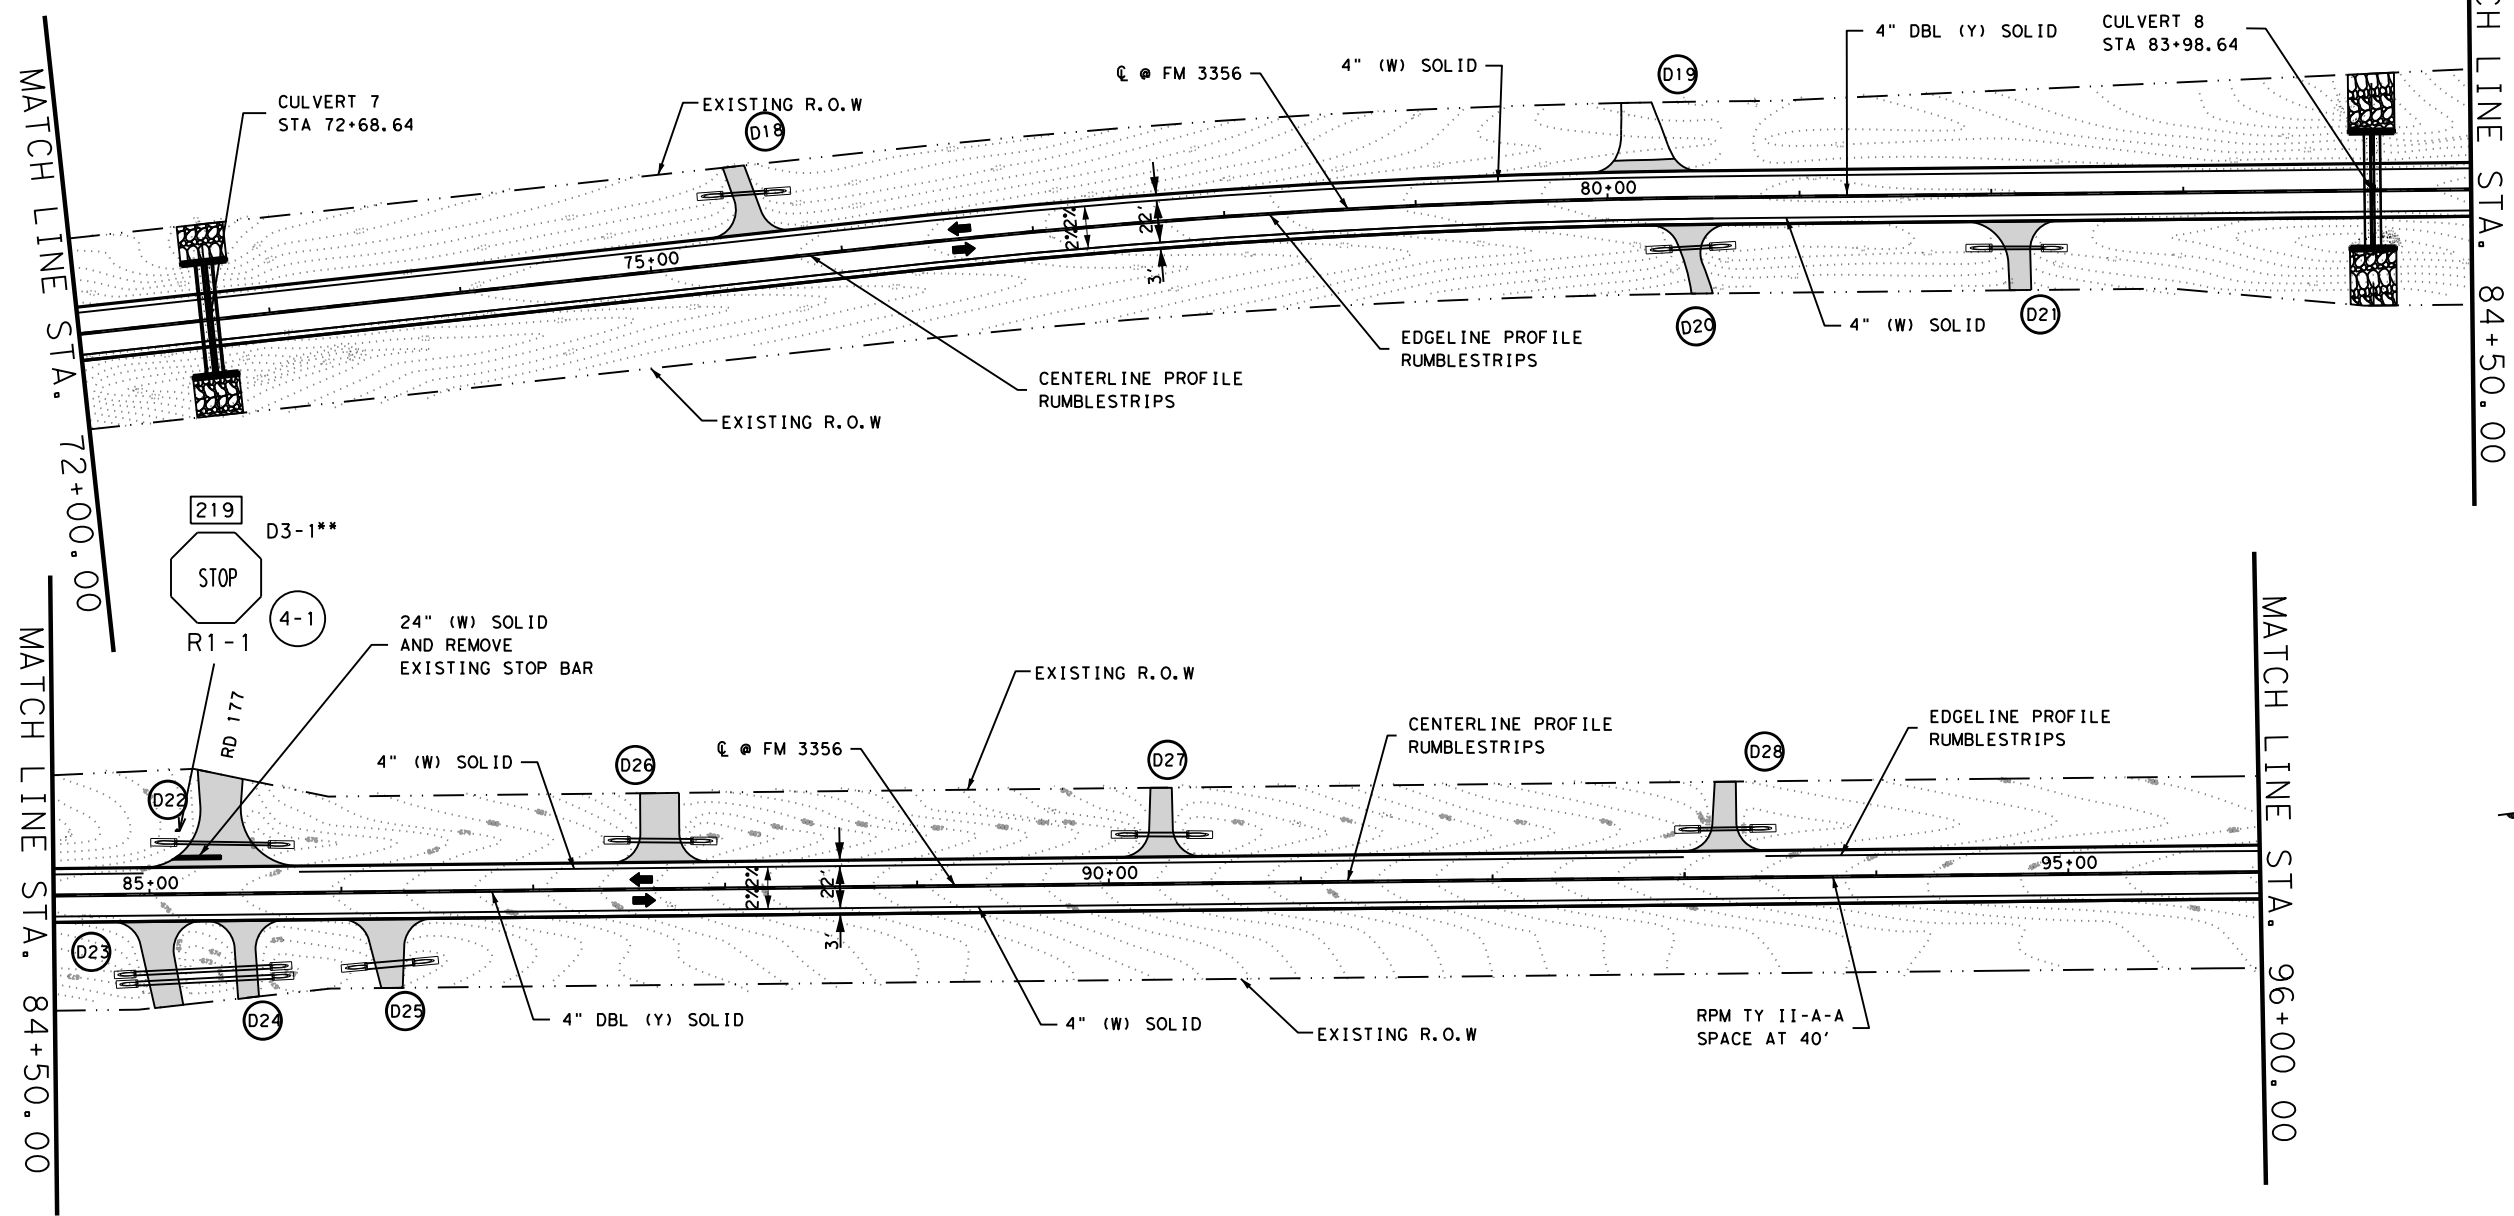 MATCH LINE STA. 72+00.00
CULVERT 7
STA 72+68.64
EXISTING R.O.W
D18
℄ @ FM 3356
4" (W) SOLID
D19
4" DBL (Y) SOLID
CULVERT 8
STA 83+98.64
CH LINE STA. 84+50.00
75+00
80+00
2%
2%
22'
3'
D20
D21
4" (W) SOLID
EDGELINE PROFILE
RUMBLESTRIPS
CENTERLINE PROFILE
RUMBLESTRIPS
EXISTING R.O.W
219
D3-1**
STOP
4-1
R1-1
24" (W) SOLID
AND REMOVE
EXISTING STOP BAR
MATCH LINE STA. 84+50.00
RD 177
D22
4" (W) SOLID
D26
℄ @ FM 3356
EXISTING R.O.W
D27
CENTERLINE PROFILE
RUMBLESTRIPS
D28
EDGELINE PROFILE
RUMBLESTRIPS
MATCH LINE STA. 96+00.00
85+00
90+00
95+00
2%
2%
22'
3'
D23
D24
D25
4" DBL (Y) SOLID
4" (W) SOLID
EXISTING R.O.W
RPM TY II-A-A
SPACE AT 40'